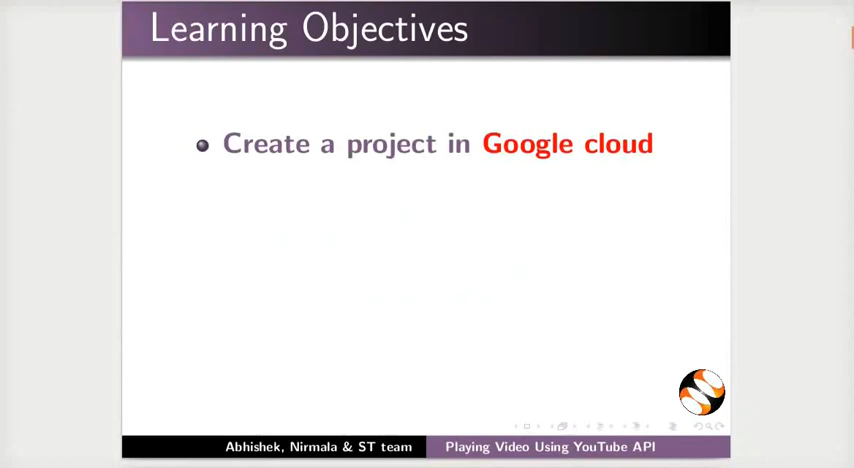 Learning Objectives
Create a project in Google cloud
Abhishek, Nirmala & ST team
Playing Video Using YouTube API